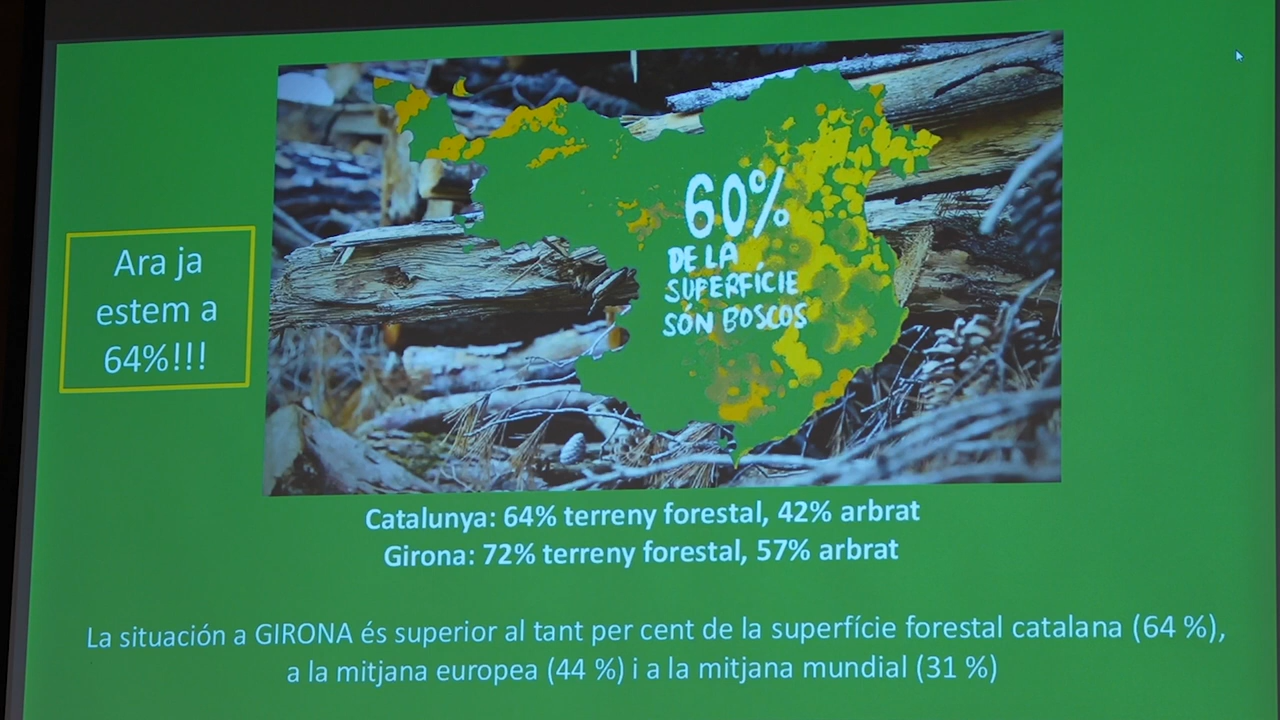 60%
DE LA
SUPERFÍCIE
SÓN BOSCOS
Ara ja
estem a
64%!!!
Catalunya: 64% terreny forestal, 42% arbrat
Girona: 72% terreny forestal, 57% arbrat
La situación a GIRONA és superior al tant per cent de la superfície forestal catalana (64 %),
a la mitjana europea (44 %) i a la mitjana mundial (31 %)